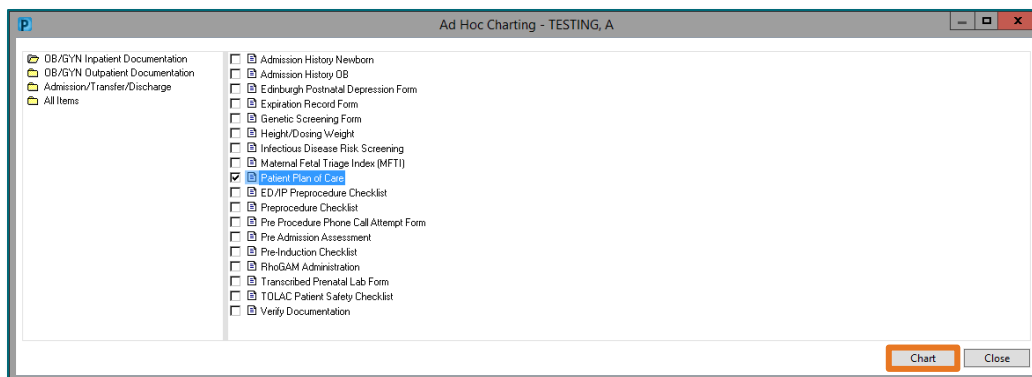 P
Ad Hoc Charting - TESTING, A
OB/GYN Inpatient Documentation
OB/GYN Outpatient Documentation
Admission/Transfer/Discharge
All Items
Admission History Newborn
Admission History OB
Edinburgh Postnatal Depression Form
Expiration Record Form
Genetic Screening Form
Height/Dosing Weight
Infectious Disease Risk Screening
Maternal Fetal Triage Index (MFTI)
Patient Plan of Care
ED/IP Preprocedure Checklist
Preprocedure Checklist
Pre Procedure Phone Call Attempt Form
Pre Admission Assessment
Pre-Induction Checklist
RhoGAM Administration
Transcribed Prenatal Lab Form
TOLAC Patient Safety Checklist
Verify Documentation
Chart
Close